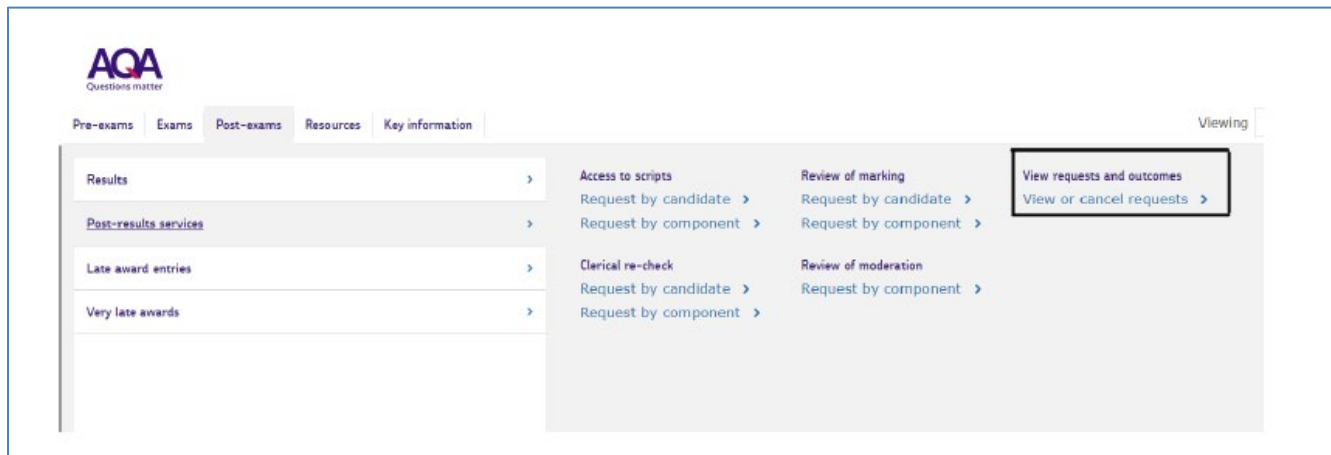 AQA
Questions matter
Pre-exams Exams Post-exams Resources Key information Viewing
Results
Post-results services
Late award entries
Very late awards
Access to scripts
Request by candidate
Request by component
Clerical re-check
Request by candidate
Request by component
Review of marking
Request by candidate
Request by component
Review of moderation
Request by component
View requests and outcomes
View or cancel requests